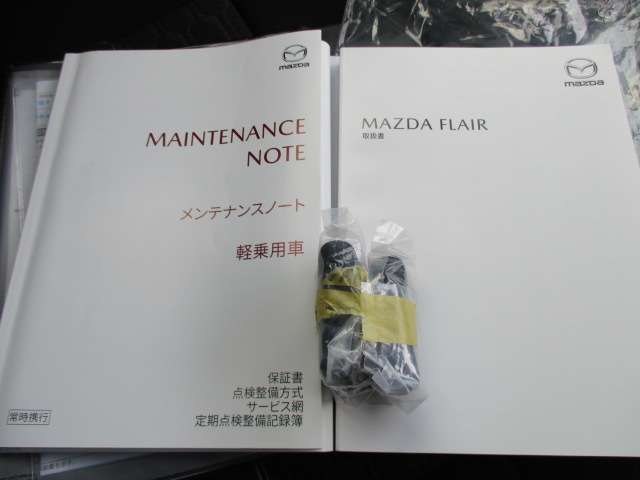 mazda
MAINTENANCE
NOTE
メンテナンスノート
軽乗用車
保証書
点検整備方式
サービス網
定期点検整備記録簿
常時携行
mazda
MAZDA FLAIR
取扱書